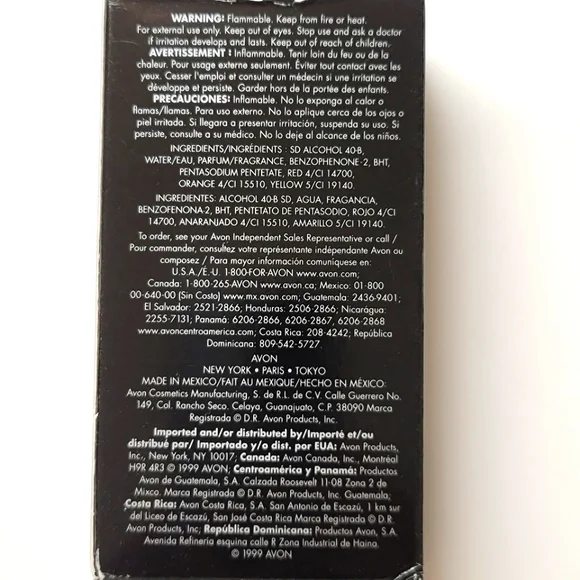 WARNING: Flammable. Keep from fire or heat.
For external use only. Keep out of eyes. Stop use and ask a doctor
if irritation develops and lasts. Keep out of reach of children.
AVERTISSEMENT : Inflammable. Tenir loin du feu ou de la
chaleur. Pour usage externe seulement. Éviter tout contact avec les
yeux. Cesser l'emploi et consulter un médecin si une irritation se
développe et persiste. Garder hors de la portée des enfants.
PRECAUCIONES: Inflamable. No lo exponga al calor o
flamas/llamas. Para uso externo. No lo aplique cerca de los ojos o
piel irritada. Si llegara a presentar irritación, suspenda su uso. Si
persiste, consulte a su médico. No lo deje al alcance de los niños.
INGREDIENTS/INGRÉDIENTS : SD ALCOHOL 40-B,
WATER/EAU, PARFUM/FRAGRANCE, BENZOPHENONE-2, BHT,
PENTASODIUM PENTETATE, RED 4/CI 14700,
ORANGE 4/CI 15510, YELLOW 5/CI 19140.
INGREDIENTES: ALCOHOL 40-B SD, AGUA, FRAGANCIA,
BENZOFENONA-2, BHT, PENTETATO DE PENTASODIO, ROJO 4/CI
14700, ANARANJADO 4/CI 15510, AMARILLO 5/CI 19140.
To order, see your Avon Independent Sales Representative or call /
Pour commander, consultez votre représentante indépendante Avon ou
composez / Para mayor información comuníquese en:
U.S.A./É.-U. 1-800-FOR-AVON www.avon.com;
Canada: 1-800-265-AVON www.avon.ca; Mexico: 01-800
00-640-00 (Sin Costo) www.mx.avon.com; Guatemala: 2436-9401;
El Salvador: 2521-2866; Honduras: 2506-2866; Nicarágua:
2255-7131; Panamá: 6206-2866, 6206-2867, 6206-2868
www.avoncentroamerica.com; Costa Rica: 208-4242; República
Dominicana: 809-542-5727.
AVON
NEW YORK • PARIS • TOKYO
MADE IN MEXICO/FAIT AU MEXIQUE/HECHO EN MÉXICO:
Avon Cosmetics Manufacturing, S. de R.L. de C.V. Calle Guerrero No.
149, Col. Rancho Seco. Celaya, Guanajuato, C.P. 38090 Marca
Registrada © D.R. Avon Products, Inc.
Imported and/or distributed by/Importé et/ou
distribué par/ Importado y/o dist. por EUA: Avon Products,
Inc., New York, NY 10017; Canada: Avon Canada, Inc., Montréal
H9R 4R3 © 1999 AVON; Centroamérica y Panamá: Productos
Avon de Guatemala, S.A. Calzada Roosevelt 11-08 Zona 2 de
Mixco. Marca Registrada © D.R. Avon Products, Inc. Guatemala;
Costa Rica: Avon Costa Rica, S.A. San Antonio de Escazú, 1 km sur
del Liceo de Escazú, San José Costa Rica Marca Registrada © D.R.
Avon Products, Inc; República Dominicana: Productos Avon, S.A.
Avenida Refinería esquina calle R Zona Industrial de Haina.
© 1999 AVON